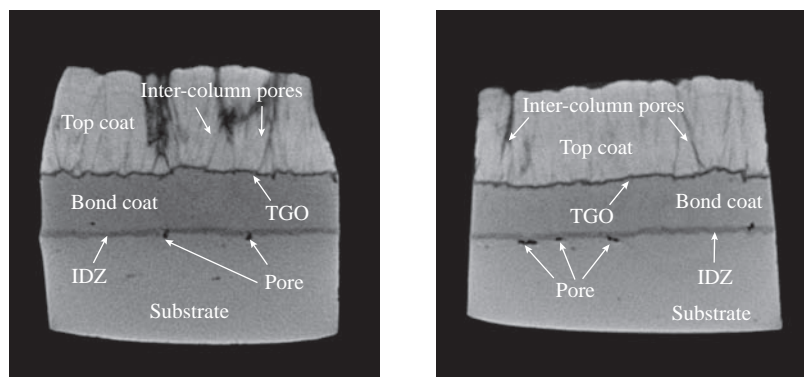 Inter-column pores
Top coat
Bond coat
TGO
IDZ
Pore
Substrate
Inter-column pores
Top coat
Bond coat
TGO
IDZ
Pore
Substrate